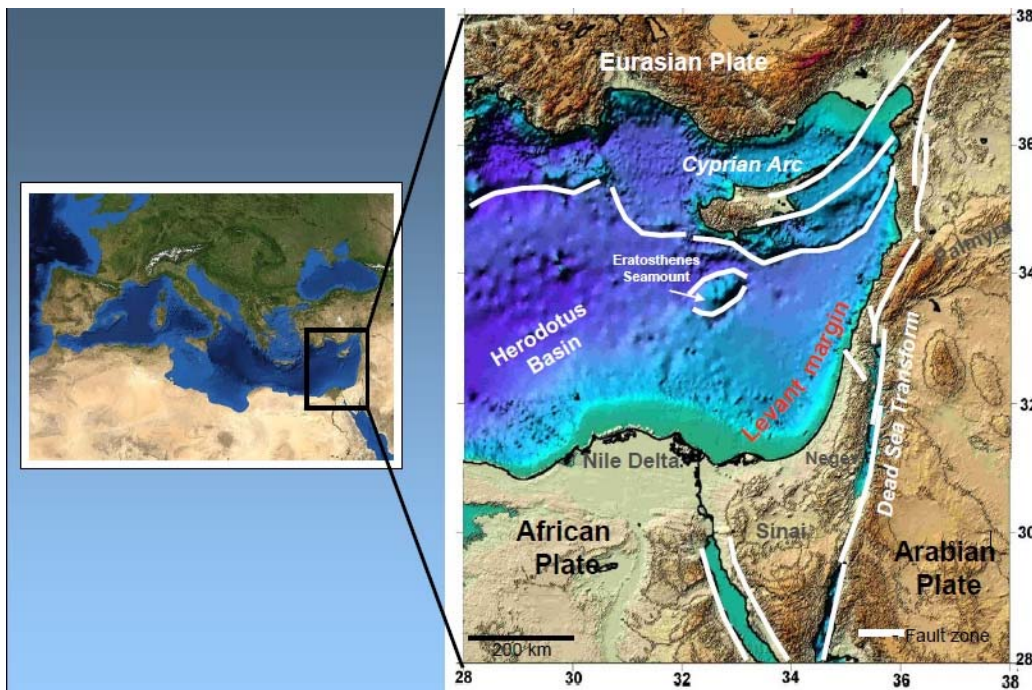 38
Eurasian Plate
36
Cyprian Arc
Palmyra
Eratosthenes
Seamount
34
Herodotus
Basin
Levant margin
Dead Sea Transform
32
Nile Delta
Negev
30
African
Plate
Sinai
Arabian
Plate
Fault zone
200 km
28
28
30
32
34
36
38